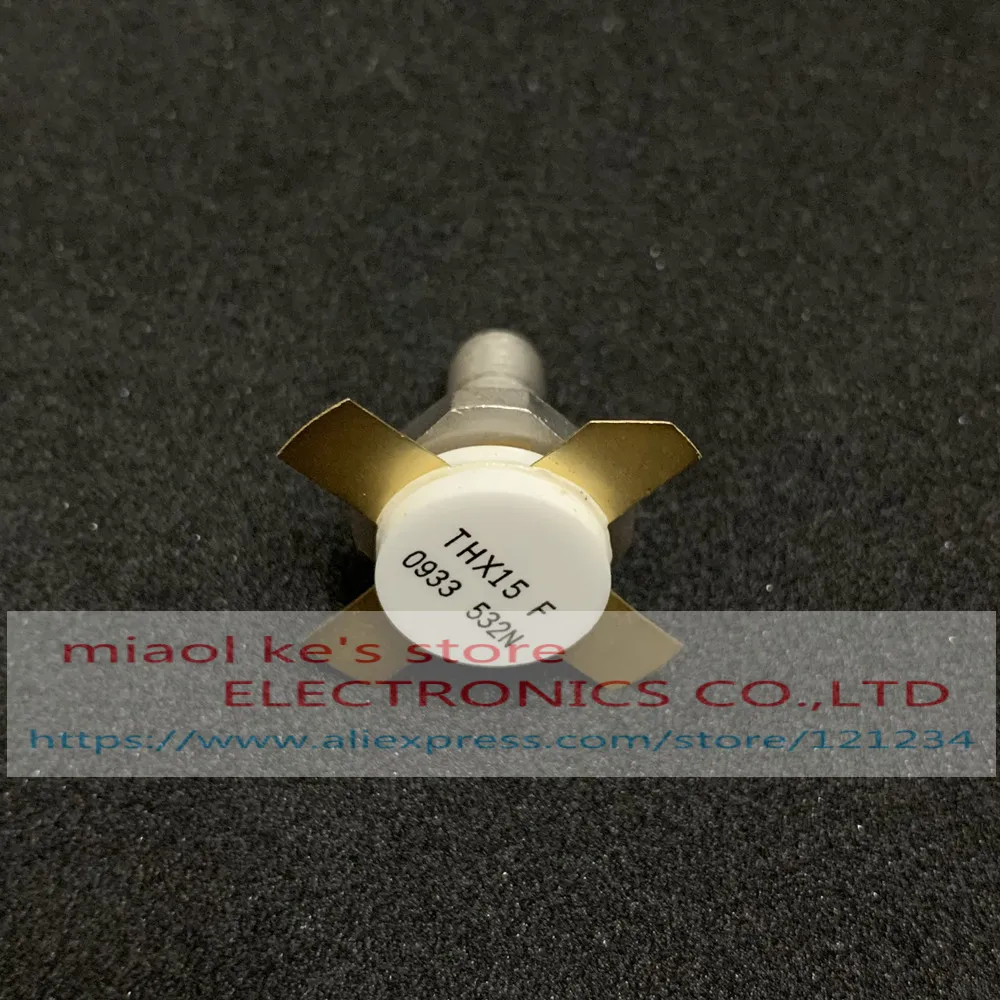 THX15 F
0933 532N
miaol ke's store
ELECTRONICS CO.,LTD
https://www.aliexpress.com/store/121234